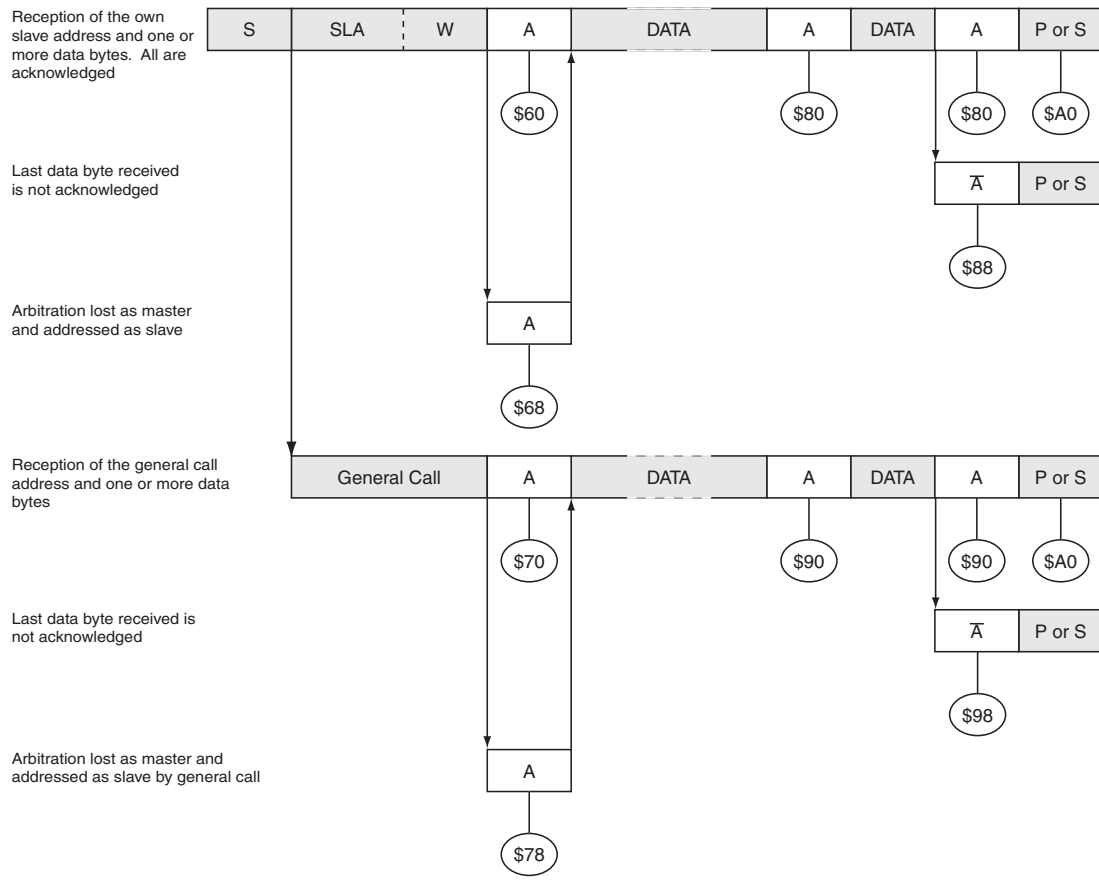 Reception of the own
slave address and one or
more data bytes. All are
acknowledged
S SLA W A DATA A DATA A P or S
$60 $80 $80 $A0
Last data byte received
is not acknowledged
A̅ P or S
$88
Arbitration lost as master
and addressed as slave
A
$68
Reception of the general call
address and one or more data
bytes
General Call A DATA A DATA A P or S
$70 $90 $90 $A0
Last data byte received is
not acknowledged
A̅ P or S
$98
Arbitration lost as master and
addressed as slave by general call
A
$78